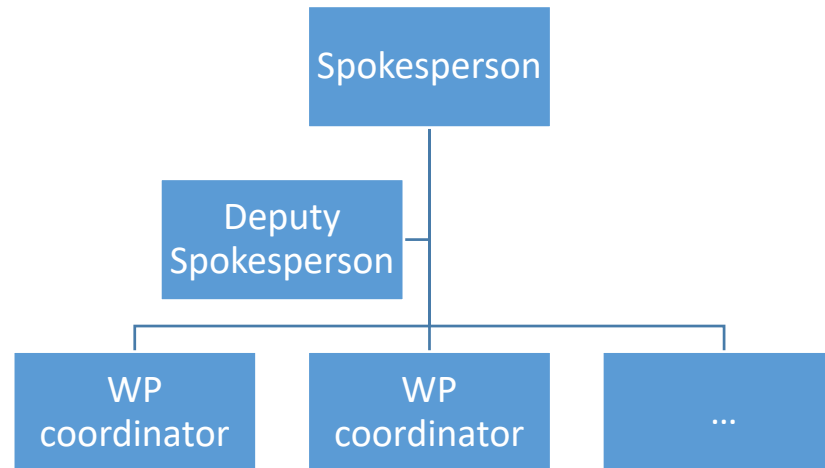 Spokesperson
Deputy
Spokesperson
WP
coordinator
WP
coordinator
...